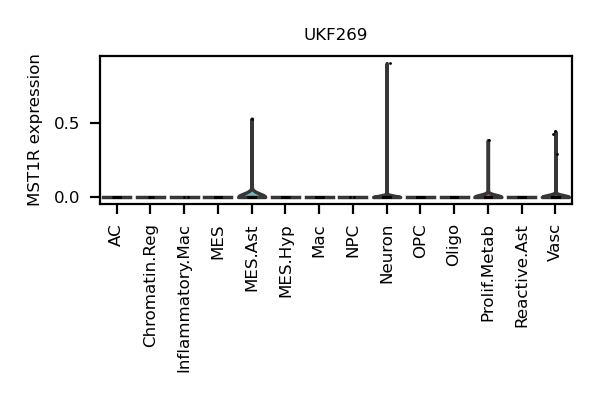 UKF269
MST1R expression
0.5
0.0
AC
Chromatin.Reg
Inflammatory.Mac
MES
MES.Ast
MES.Hyp
Mac
NPC
Neuron
OPC
Oligo
Prolif.Metab
Reactive.Ast
Vasc